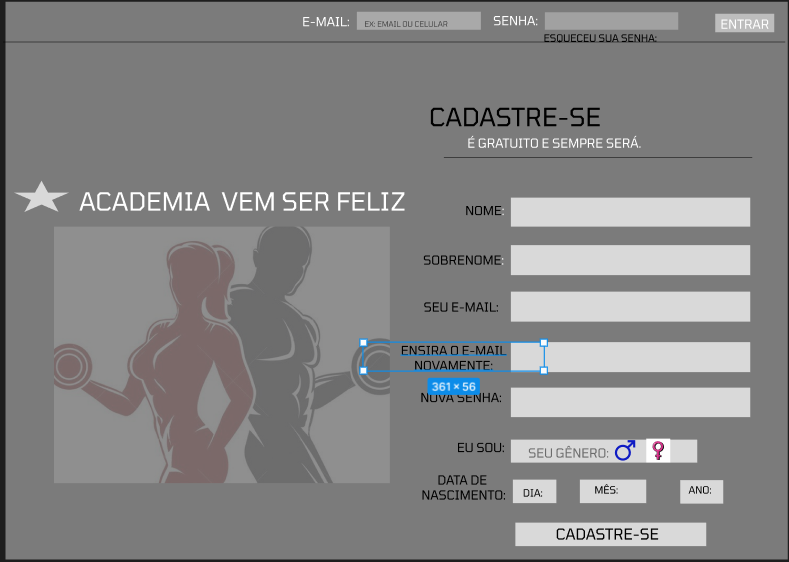 E-MAIL: EX: EMAIL OU CELULAR SENHA: ENTRAR
ESQUECEU SUA SENHA:
CADASTRE-SE
É GRATUITO E SEMPRE SERÁ.
ACADEMIA VEM SER FELIZ
NOME:
SOBRENOME:
SEU E-MAIL:
ENSIRA O E-MAIL
NOVAMENTE:
361 × 56
NOVA SENHA:
EU SOU: SEU GÊNERO:
DATA DE
NASCIMENTO: DIA: MÊS: ANO:
CADASTRE-SE